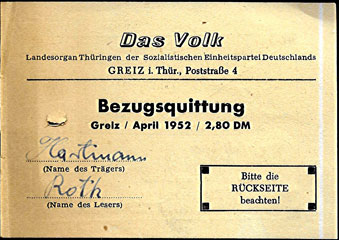 Das Volk
Landesorgan Thüringen der Sozialistischen Einheitspartei Deutschlands
GREIZ i. Thür., Poststraße 4
Bezugsquittung
Greiz / April 1952 / 2,80 DM
Hartmann
(Name des Trägers)
Roth
(Name des Lesers)
Bitte die
RÜCKSEITE
beachten!